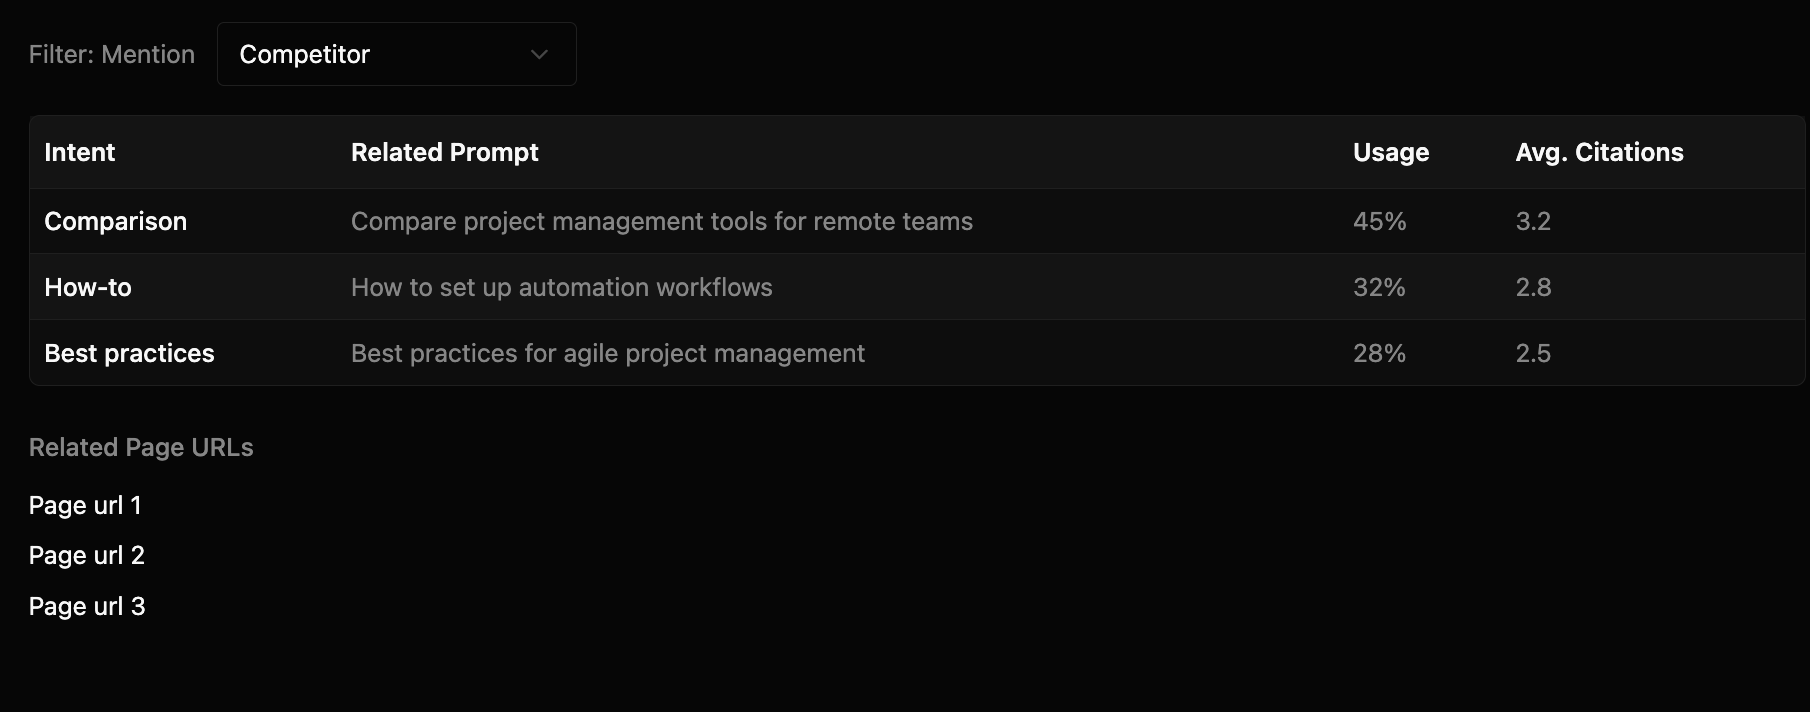 Filter: Mention Competitor
Intent Related Prompt Usage Avg. Citations
Comparison Compare project management tools for remote teams 45% 3.2
How-to How to set up automation workflows 32% 2.8
Best practices Best practices for agile project management 28% 2.5
Related Page URLs
Page url 1
Page url 2
Page url 3